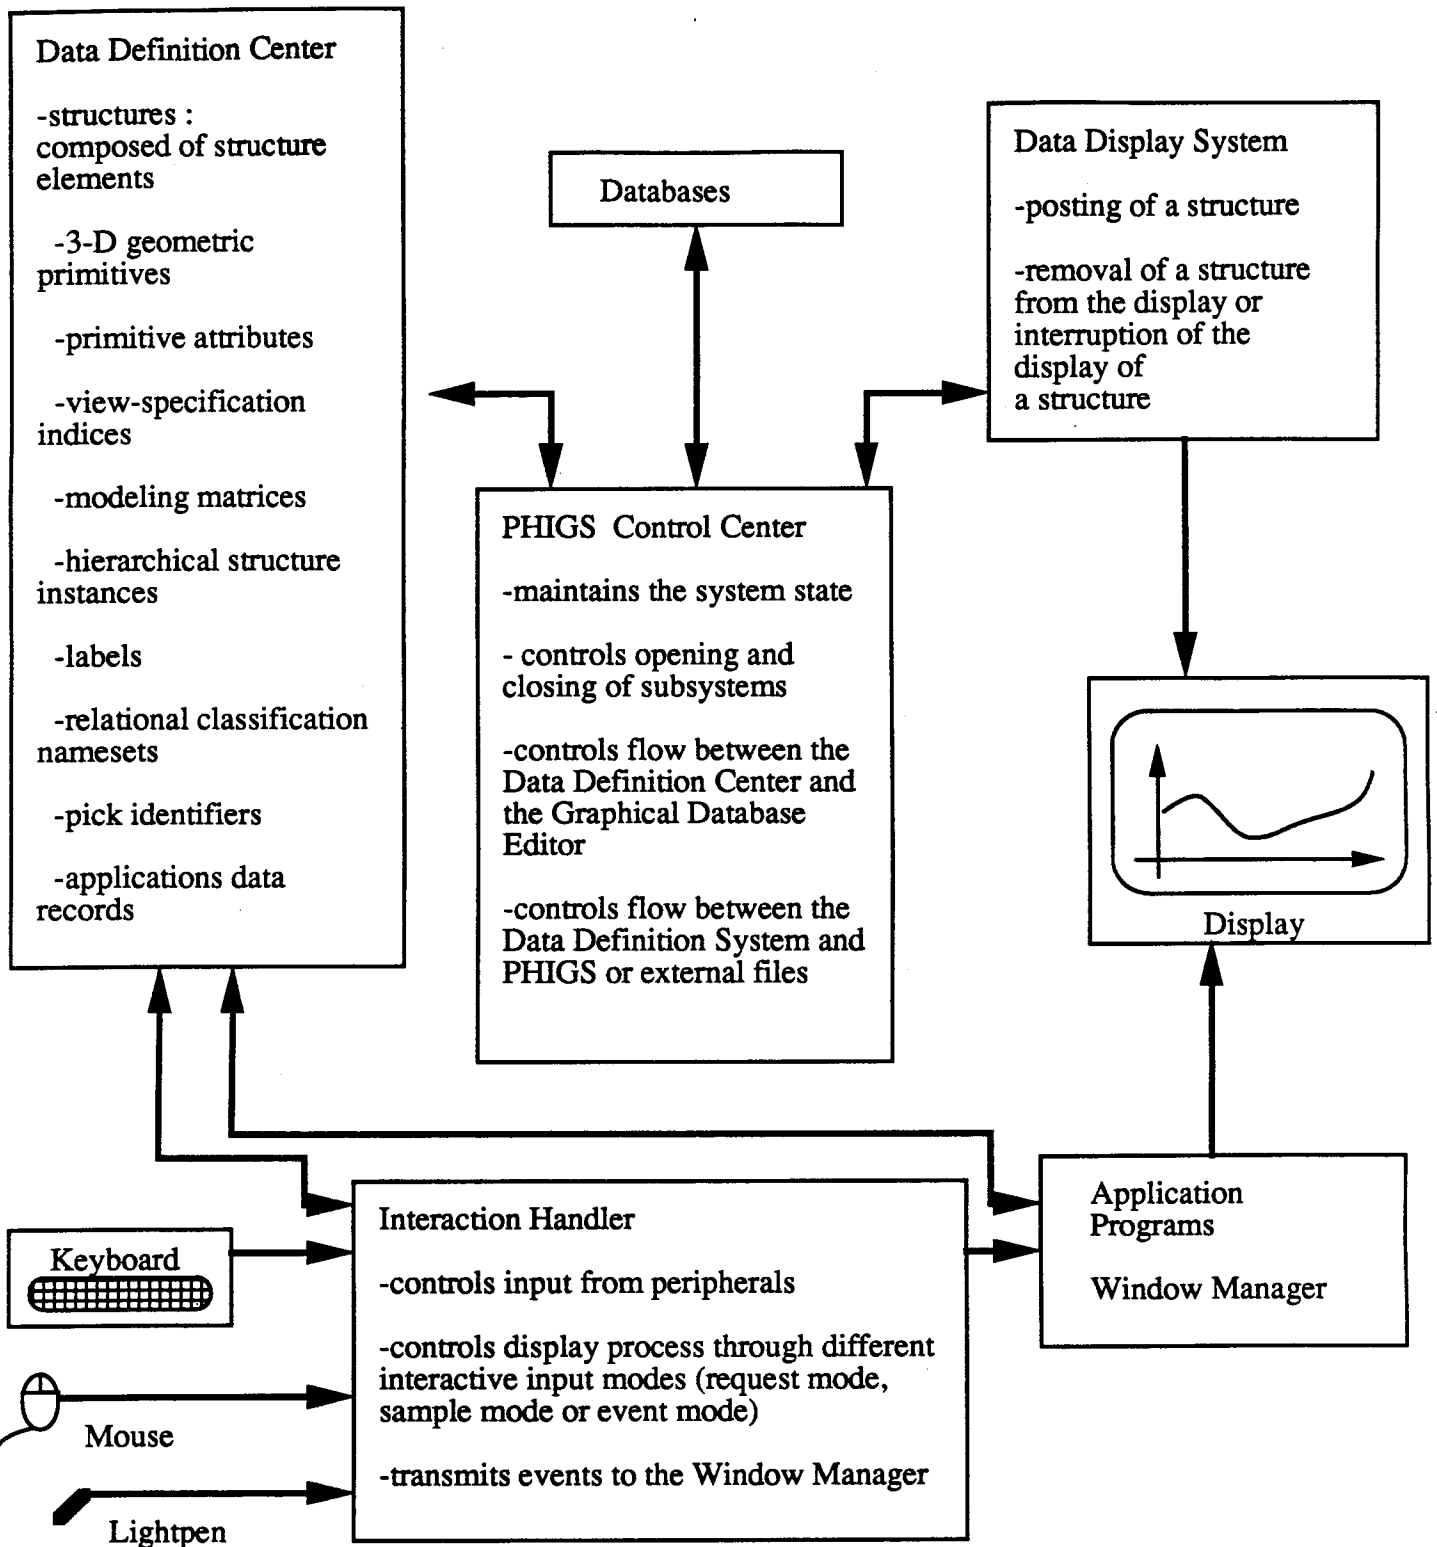 Data Definition Center
-structures :
composed of structure
elements
-3-D geometric
primitives
-primitive attributes
-view-specification
indices
-modeling matrices
-hierarchical structure
instances
-labels
-relational classification
namesets
-pick identifiers
-applications data
records
Databases
Data Display System
-posting of a structure
-removal of a structure
from the display or
interruption of the
display of
a structure
PHIGS Control Center
-maintains the system state
- controls opening and
closing of subsystems
-controls flow between the
Data Definition Center and
the Graphical Database
Editor
-controls flow between the
Data Definition System and
PHIGS or external files
Display
Keyboard
Mouse
Lightpen
Interaction Handler
-controls input from peripherals
-controls display process through different
interactive input modes (request mode,
sample mode or event mode)
-transmits events to the Window Manager
Application
Programs
Window Manager